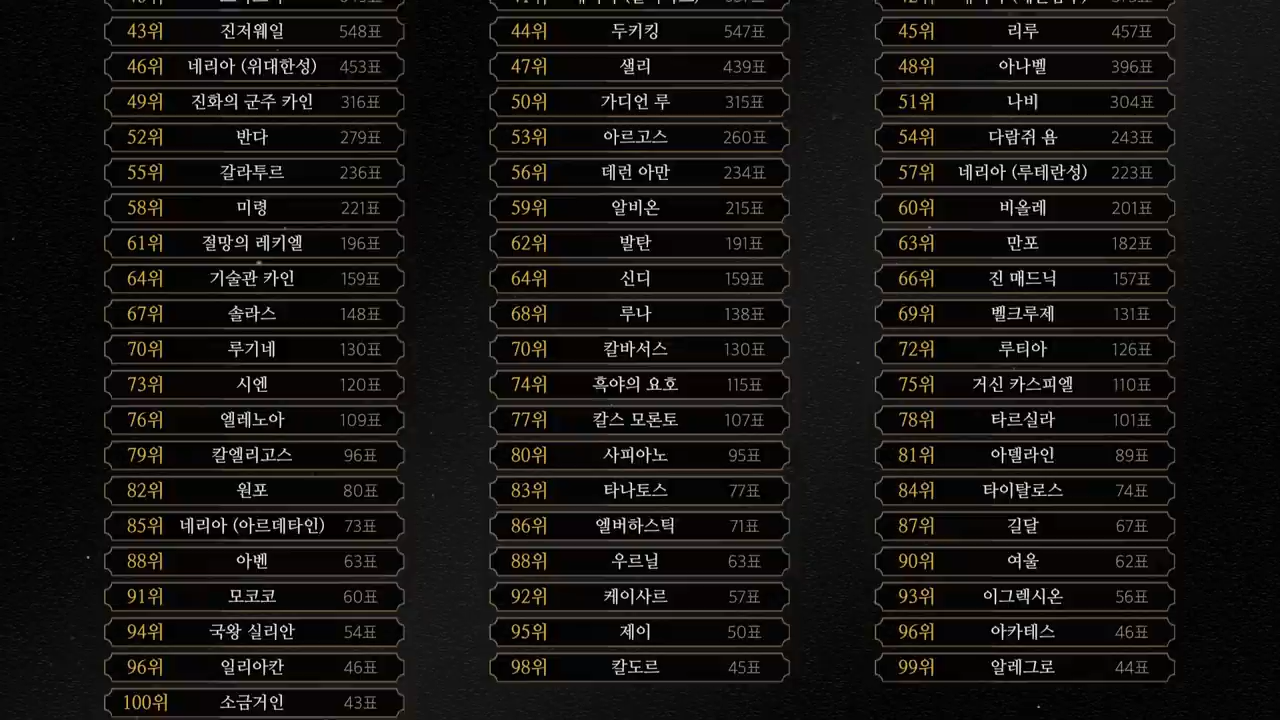 43위 진저웨일 548표 44위 두키킹 547표 45위 리루 457표
46위 네리아 (위대한성) 453표 47위 샐리 439표 48위 아나벨 396표
49위 진화의 군주 카인 316표 50위 가디언 루 315표 51위 나비 304표
52위 반다 279표 53위 아르고스 260표 54위 다람쥐 욤 243표
55위 갈라투르 236표 56위 데런 아만 234표 57위 네리아 (루테란성) 223표
58위 미령 221표 59위 알비온 215표 60위 비올레 201표
61위 절망의 레키엘 196표 62위 발탄 191표 63위 만포 182표
64위 기술관 카인 159표 64위 신디 159표 66위 진 매드닉 157표
67위 솔라스 148표 68위 루나 138표 69위 벨크루제 131표
70위 루기네 130표 70위 칼바서스 130표 72위 루티아 126표
73위 시엔 120표 74위 흑야의 요호 115표 75위 거신 카스피엘 110표
76위 엘레노아 109표 77위 칼스 모론토 107표 78위 타르실라 101표
79위 칼엘리고스 96표 80위 사피아노 95표 81위 아델라인 89표
82위 원포 80표 83위 타나토스 77표 84위 타이탈로스 74표
85위 네리아 (아르데타인) 73표 86위 엘버하스틱 71표 87위 길달 67표
88위 아벤 63표 88위 우르닐 63표 90위 여울 62표
91위 모코코 60표 92위 케이사르 57표 93위 이그렉시온 56표
94위 국왕 실리안 54표 95위 제이 50표 96위 아카테스 46표
96위 일리아칸 46표 98위 칼도르 45표 99위 알레그로 44표
100위 소금거인 43표